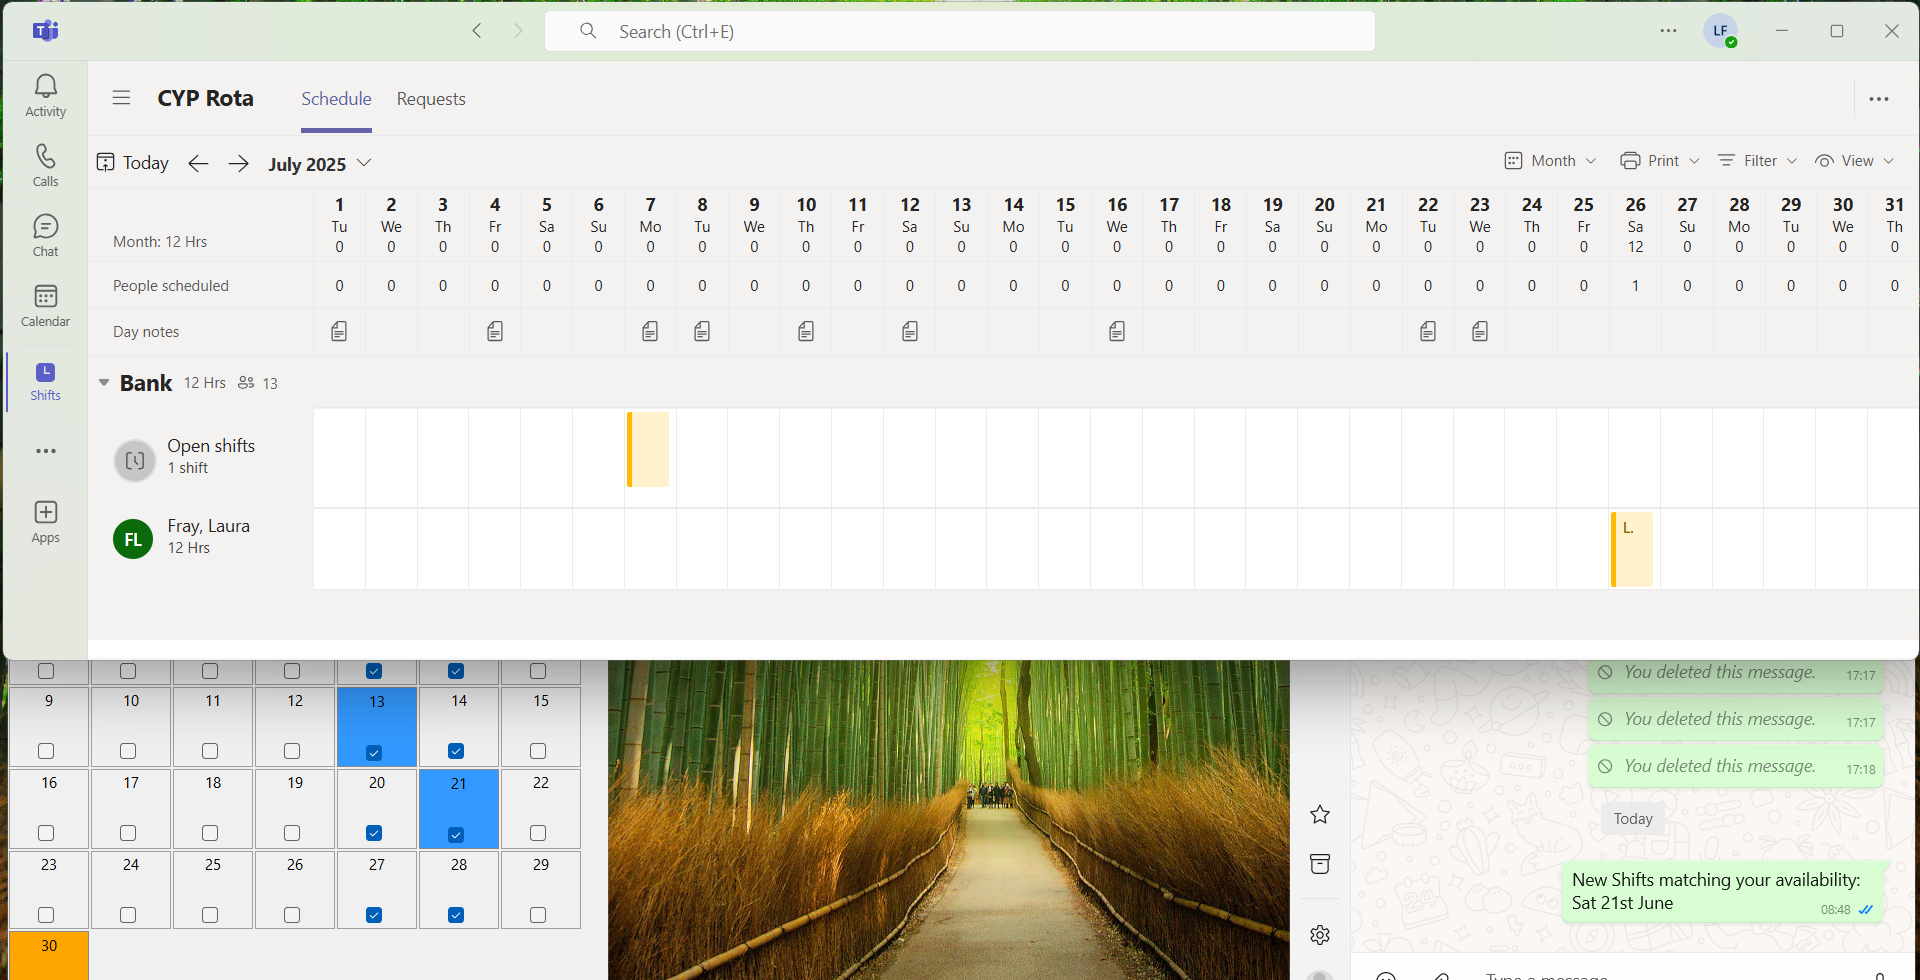 Search (Ctrl+E)
LF
Activity
Calls
Chat
Calendar
Shifts
Apps
CYP Rota
Schedule
Requests
Today
July 2025
Month
Print
Filter
View
1 2 3 4 5 6 7 8 9 10 11 12 13 14 15 16 17 18 19 20 21 22 23 24 25 26 27 28 29 30 31
Tu We Th Fr Sa Su Mo Tu We Th Fr Sa Su Mo Tu We Th Fr Sa Su Mo Tu We Th Fr Sa Su Mo Tu We Th
Month: 12 Hrs 0 0 0 0 0 0 0 0 0 0 0 0 0 0 0 0 0 0 0 0 0 0 0 0 0 12 0 0 0 0 0
People scheduled 0 0 0 0 0 0 0 0 0 0 0 0 0 0 0 0 0 0 0 0 0 0 0 0 0 1 0 0 0 0 0
Day notes
Bank 12 Hrs 13
Open shifts
1 shift
FL
Fray, Laura
12 Hrs
L.
9 10 11 12 13 14 15
16 17 18 19 20 21 22
23 24 25 26 27 28 29
30
You deleted this message. 17:17
You deleted this message. 17:17
You deleted this message. 17:18
Today
New Shifts matching your availability:
Sat 21st June
08:48
Type a message